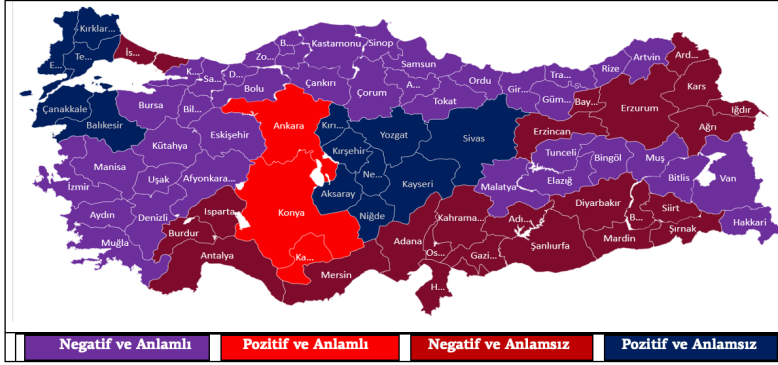 Kırklar...
E...
Te...
İs...
Çanakkale
Balıkesir
K...
Sa...
D...
Zo...
B...
Kastamonu
Sinop
Bolu
Çankırı
Samsun
Çorum
A...
Ordu
Tokat
Gir...
Tra...
Güm...
Rize
Artvin
Ard...
Kars
Bay...
Erzurum
Iğdır
Ağrı
Erzincan
Bursa
Bil...
Eskişehir
Ankara
Kırı...
Yozgat
Sivas
Kütahya
Kırşehir
Manisa
Uşak
Afyonkara...
Ne...
Kayseri
Aksaray
Tunceli
Bingöl
Muş
Van
Bitlis
Elazığ
Malatya
İzmir
Aydın
Denizli
Isparta
Konya
Niğde
Burdur
Muğla
Antalya
Ka...
Mersin
Adana
Kahrama...
Os...
Gazi...
Adı...
Şanlıurfa
Diyarbakır
B...
Siirt
Mardin
Şırnak
Hakkari
H...
Negatif ve Anlamlı
Pozitif ve Anlamlı
Negatif ve Anlamsız
Pozitif ve Anlamsız